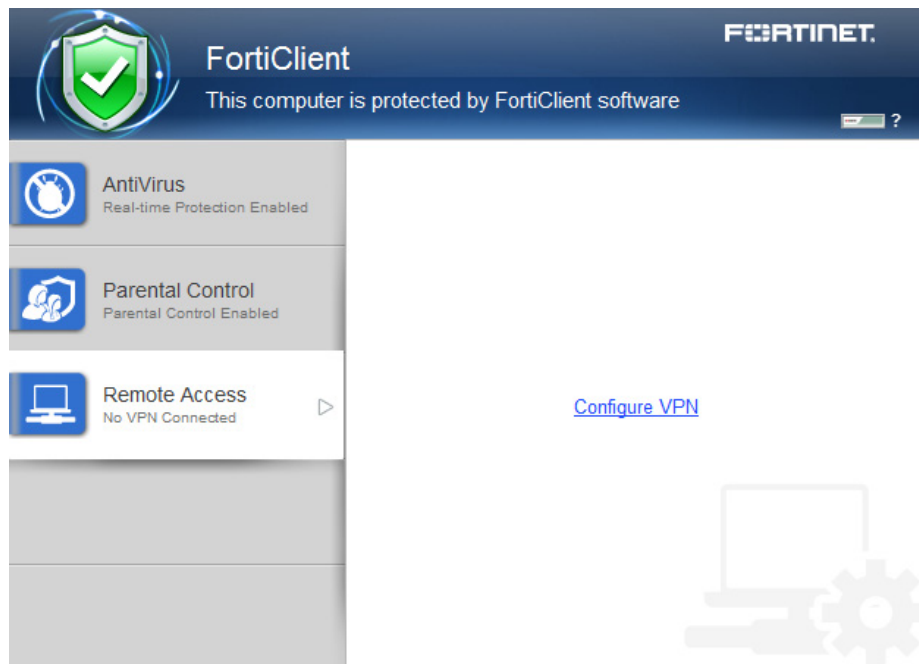 FORTINET.
FortiClient
This computer is protected by FortiClient software
?
AntiVirus
Real-time Protection Enabled
Parental Control
Parental Control Enabled
Remote Access
No VPN Connected
Configure VPN